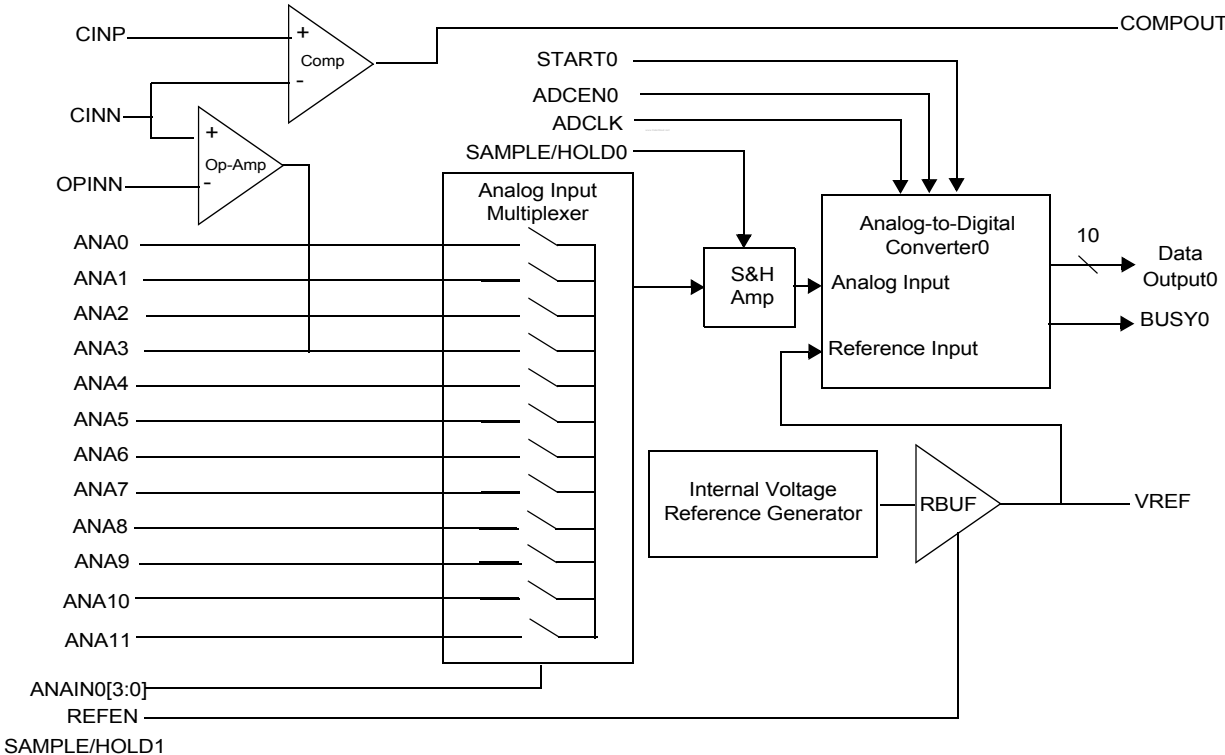 CINP
+
Comp
-
COMPOUT
CINN
+
Op-Amp
-
OPINN
START0
ADCEN0
ADCLK
SAMPLE/HOLD0
Analog Input
Multiplexer
ANA0
ANA1
ANA2
ANA3
ANA4
ANA5
ANA6
ANA7
ANA8
ANA9
ANA10
ANA11
ANAIN0[3:0]
REFEN
SAMPLE/HOLD1
S&H
Amp
Analog-to-Digital
Converter0
Analog Input
Reference Input
10
Data
Output0
BUSY0
Internal Voltage
Reference Generator
RBUF
VREF